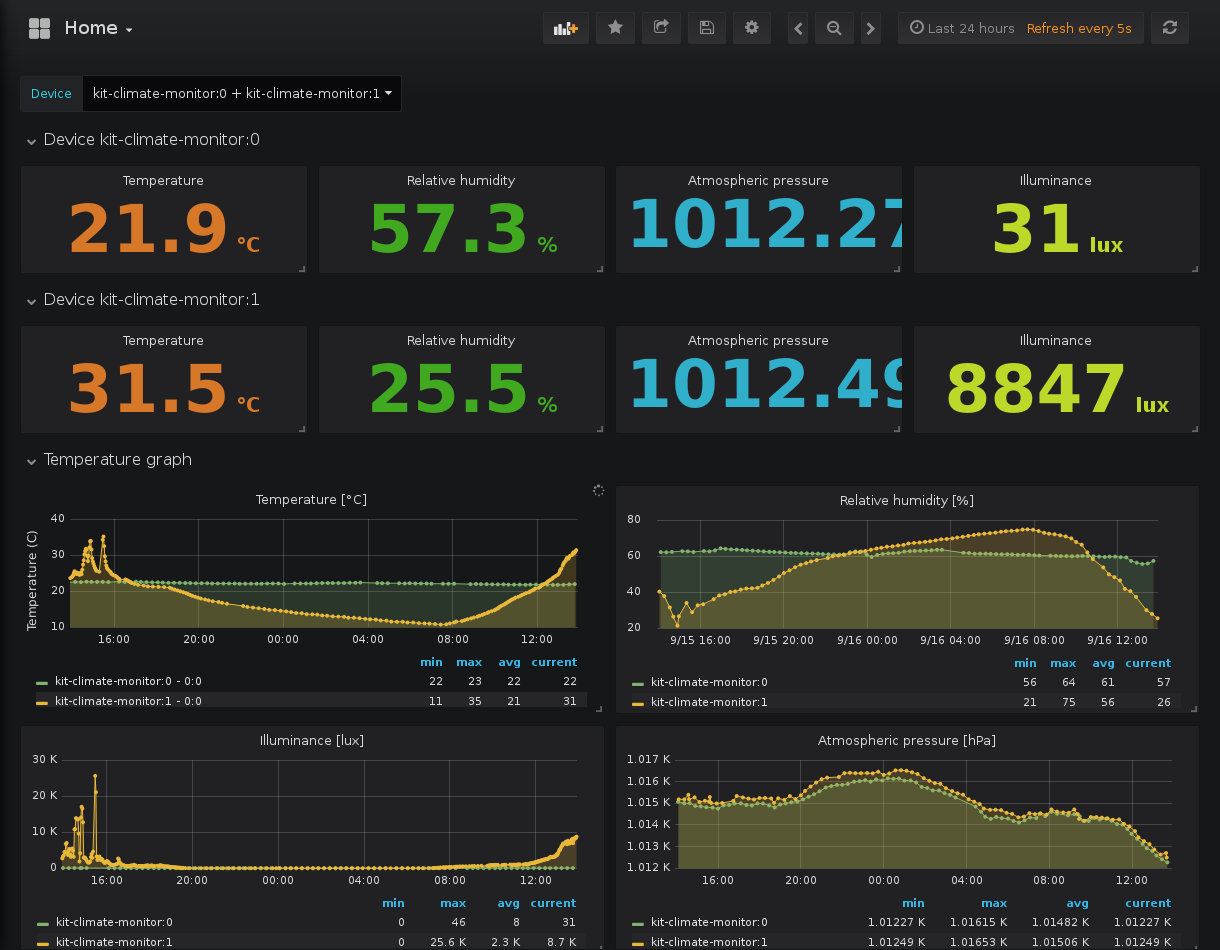 Home
Last 24 hours Refresh every 5s
Device kit-climate-monitor:0 + kit-climate-monitor:1
Device kit-climate-monitor:0
Temperature
21.9 °C
Relative humidity
57.3 %
Atmospheric pressure
1012.27
Illuminance
31 lux
Device kit-climate-monitor:1
Temperature
31.5 °C
Relative humidity
25.5 %
Atmospheric pressure
1012.49
Illuminance
8847 lux
Temperature graph
Temperature [°C]
Temperature (C)
40
30
20
10
16:00 20:00 00:00 04:00 08:00 12:00
min max avg current
kit-climate-monitor:0 - 0:0 22 23 22 22
kit-climate-monitor:1 - 0:0 11 35 21 31
Relative humidity [%]
80
60
40
20
9/15 16:00 9/15 20:00 9/16 00:00 9/16 04:00 9/16 08:00 9/16 12:00
min max avg current
kit-climate-monitor:0 56 64 61 57
kit-climate-monitor:1 21 75 56 26
Illuminance [lux]
30 K
20 K
10 K
0
16:00 20:00 00:00 04:00 08:00 12:00
min max avg current
kit-climate-monitor:0 0 46 8 31
kit-climate-monitor:1 0 25.6 K 2.3 K 8.7 K
Atmospheric pressure [hPa]
1.017 K
1.016 K
1.015 K
1.014 K
1.013 K
1.012 K
16:00 20:00 00:00 04:00 08:00 12:00
min max avg current
kit-climate-monitor:0 1.01227 K 1.01615 K 1.01482 K 1.01227 K
kit-climate-monitor:1 1.01249 K 1.01653 K 1.01506 K 1.01249 K